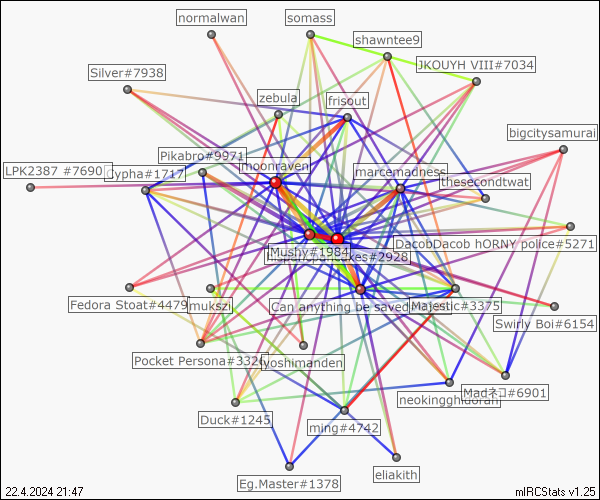 normalwan
somass
shawntee9
JKOUYH VIII#7034
Silver#7938
zebula
frisout
bigcitysamurai
Pikabro#9971
moonraven
marcemadness
LPK2387 #7690
Cypha#1717
thesecondtwat
DacobDacob hORNY police#5271
Mushy#1984
kes#2928
Fedora Stoat#4479
mukszi
Can anything be saved
Majestic#3375
Swirly Boi#6154
Pocket Persona#3326
yoshimanden
neokingghidorah
Madネコ#6901
Duck#1245
ming#4742
Eg.Master#1378
eliakith
22.4.2024 21:47
mIRCStats v1.25